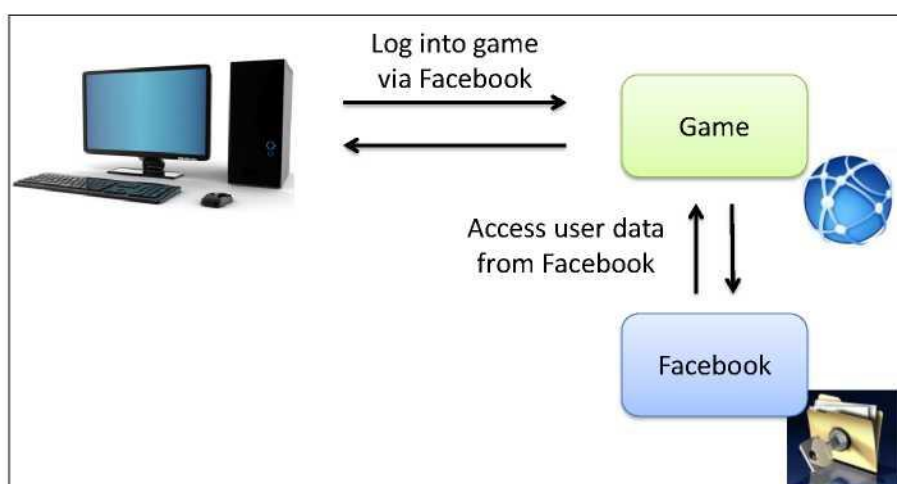 Log into game
via Facebook
Game
Access user data
from Facebook
Facebook